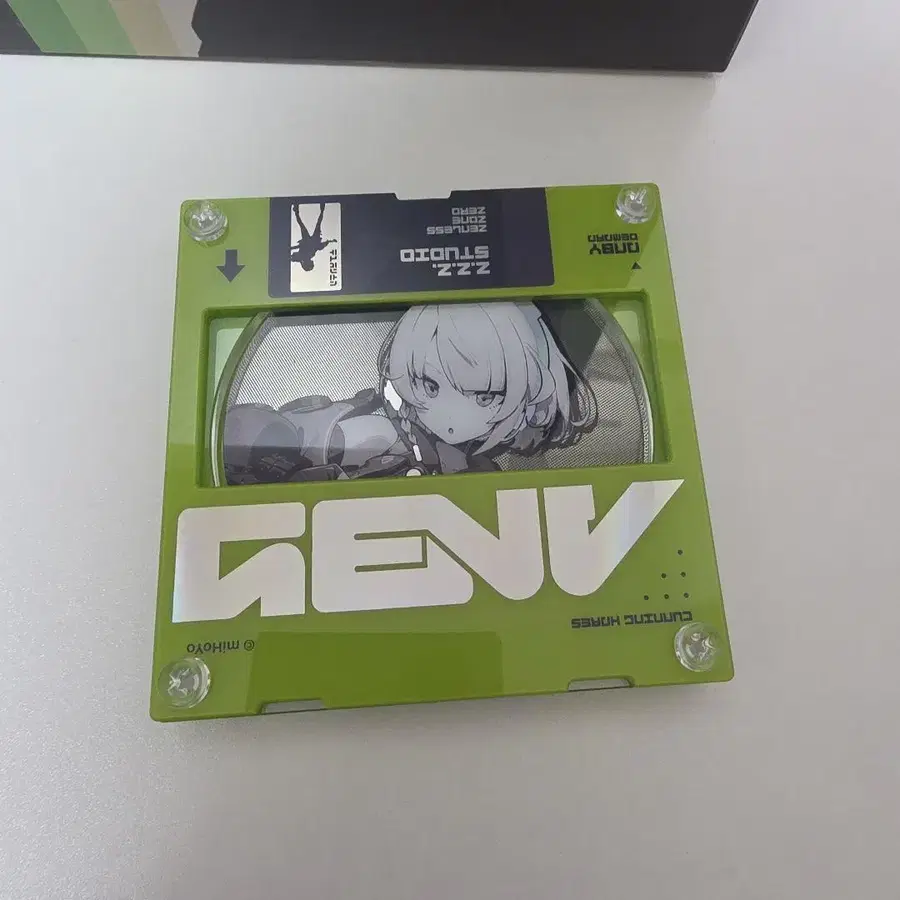 CUNNING HARES
© miHoYo
ANBY
ANBY
DEMARA
Z.Z.Z.
STUDIO
ZENLESS
ZONE
ZERO